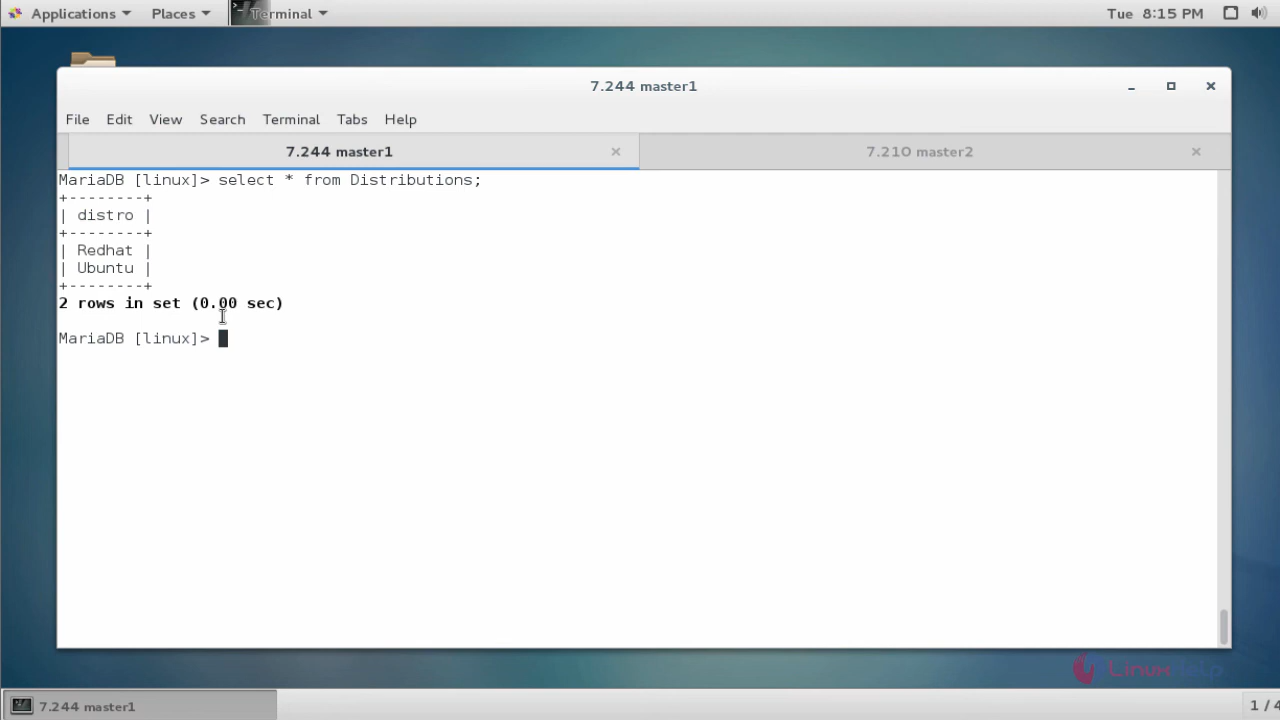 Applications Places Terminal Tue 8:15 PM
7.244 master1
File Edit View Search Terminal Tabs Help
7.244 master1 7.210 master2
MariaDB [linux]> select * from Distributions;
+--------+
| distro |
+--------+
| Redhat |
| Ubuntu |
+--------+
2 rows in set (0.00 sec)
MariaDB [linux]>
LinuxHelp
7.244 master1 1 / 4